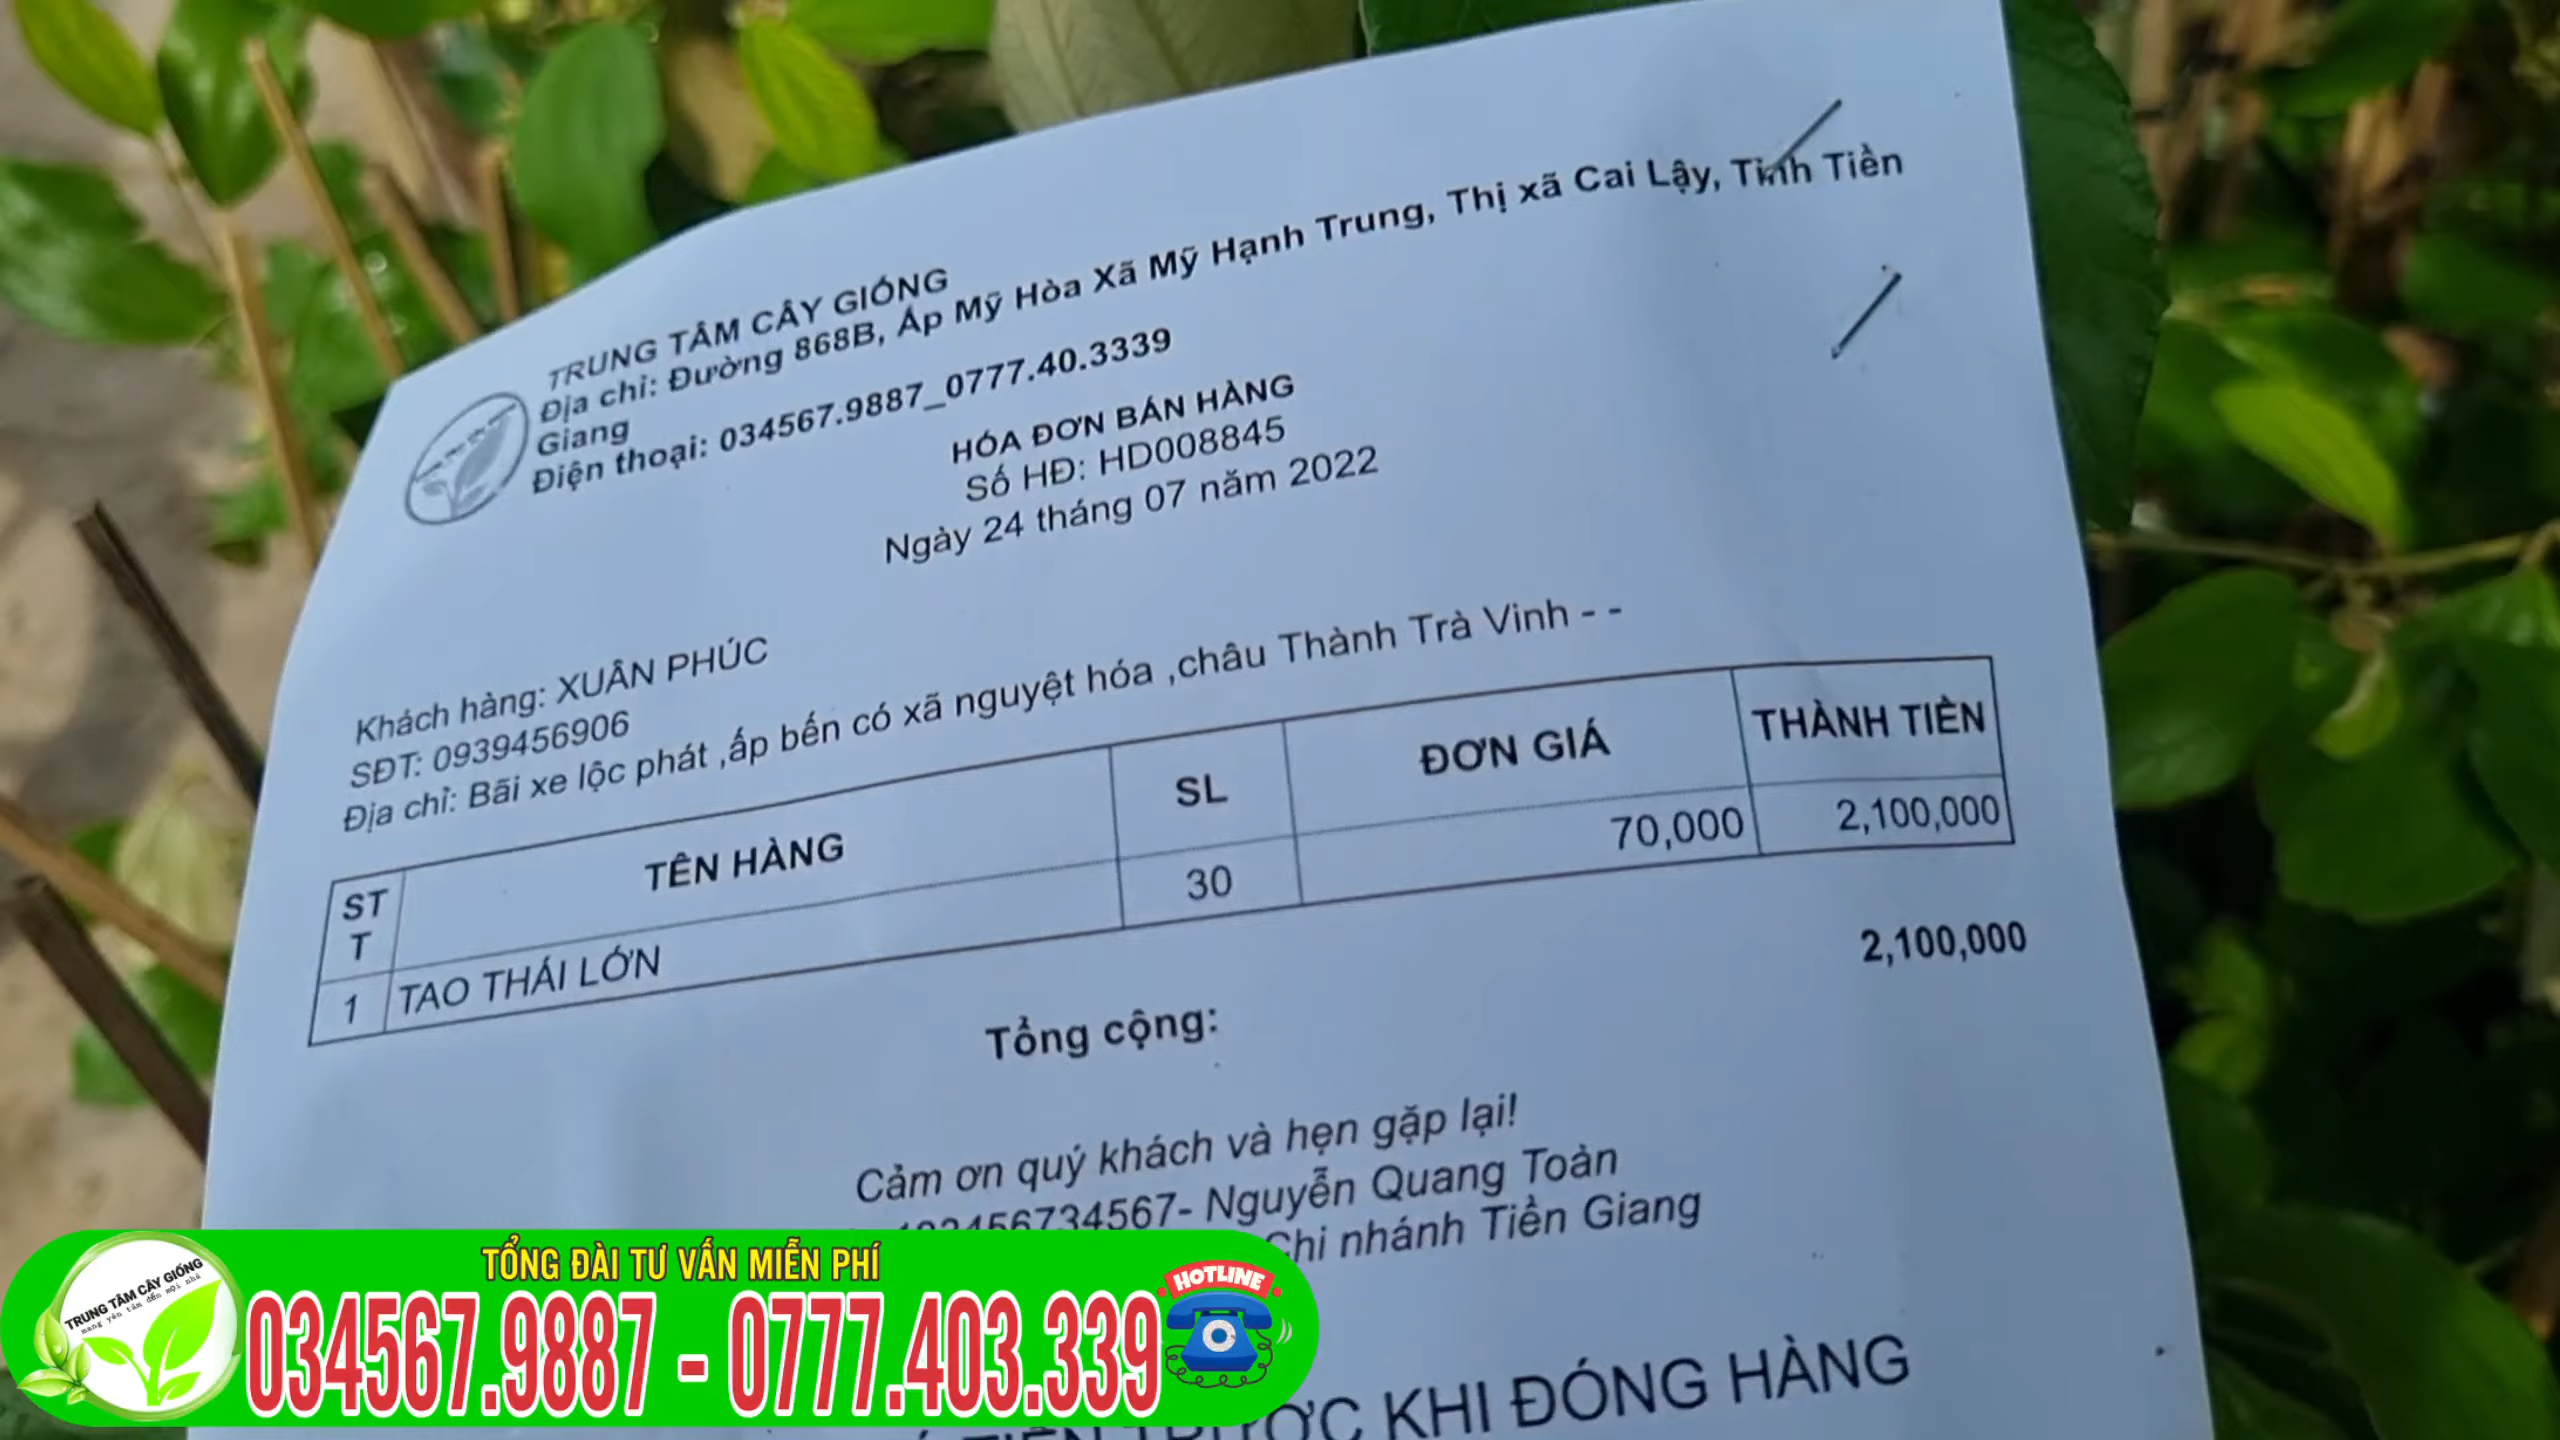 TRUNG TÂM CÂY GIỐNG
Địa chỉ: Đường 868B, Ấp Mỹ Hòa Xã Mỹ Hạnh Trung, Thị xã Cai Lậy, Tỉnh Tiền
Giang
Điện thoại: 034567.9887_0777.40.3339
HÓA ĐƠN BÁN HÀNG
Số HĐ: HD008845
Ngày 24 tháng 07 năm 2022
Khách hàng: XUÂN PHÚC
SĐT: 0939456906
Địa chỉ: Bãi xe lộc phát ,ấp bến có xã nguyệt hóa ,châu Thành Trà Vinh - -
STT TÊN HÀNG SL ĐƠN GIÁ THÀNH TIỀN
1 TAO THÁI LỚN 30 70,000 2,100,000
Tổng cộng: 2,100,000
Cảm ơn quý khách và hẹn gặp lại!
Nguyễn Quang Toàn
Chi nhánh Tiền Giang
KHI ĐÓNG HÀNG
TRUNG TÂM CÂY GIỐNG
mang yên tâm đến mọi nhà
TỔNG ĐÀI TƯ VẤN MIỄN PHÍ
034567.9887 - 0777.403.339
HOTLINE